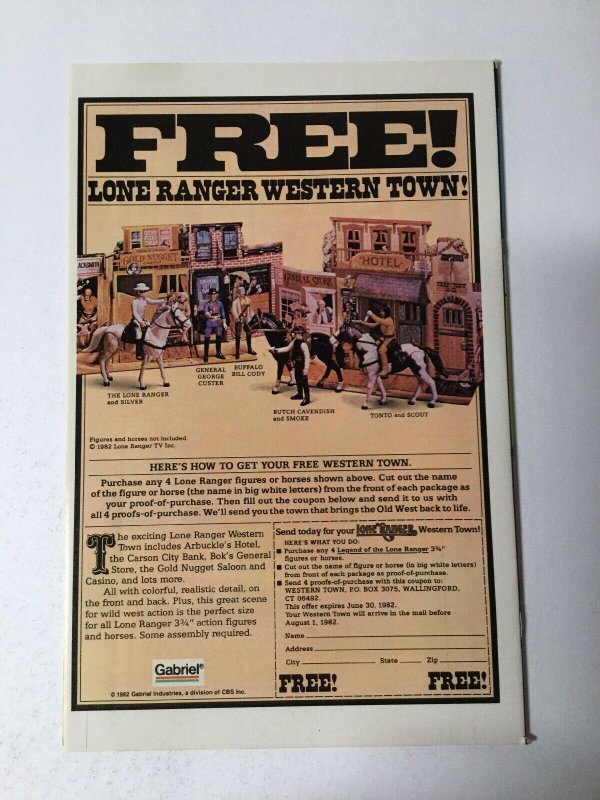 FREE!
LONE RANGER WESTERN TOWN!
GOLD NUGGET
HOTEL
GENERAL STORE
THE LONE RANGER
and SILVER
GENERAL
GEORGE
CUSTER
BUFFALO
BILL CODY
BUTCH CAVENDISH
and SMOKE
TONTO and SCOUT
Figures and horses not included.
© 1982 Lone Ranger TV Inc.
HERE'S HOW TO GET YOUR FREE WESTERN TOWN.
Purchase any 4 Lone Ranger figures or horses shown above. Cut out the name
of the figure or horse (the name in big white letters) from the front of each package as
your proof-of-purchase. Then fill out the coupon below and send it to us with
all 4 proofs-of-purchase. We'll send you the town that brings the Old West back to life.
The exciting Lone Ranger Western
Town includes Arbuckle's Hotel,
the Carson City Bank, Bok's General
Store, the Gold Nugget Saloon and
Casino, and lots more.
All with colorful, realistic detail, on
the front and back. Plus, this great scene
for wild west action is the perfect size
for all Lone Ranger 3¾" action figures
and horses. Some assembly required.
Gabriel®
© 1982 Gabriel Industries, a division of CBS Inc.
Send today for your LONE RANGER Western Town!
HERE'S WHAT YOU DO:
■ Purchase any 4 Legend of the Lone Ranger 3¾"
figures or horses.
■ Cut out the name of figure or horse (in big white letters)
from front of each package as proof-of-purchase.
■ Send 4 proofs-of-purchase with this coupon to:
WESTERN TOWN, P.O. BOX 3075, WALLINGFORD,
CT 06492.
This offer expires June 30, 1982.
Your Western Town will arrive in the mail before
August 1, 1982.
Name
Address
City State Zip
FREE! FREE!